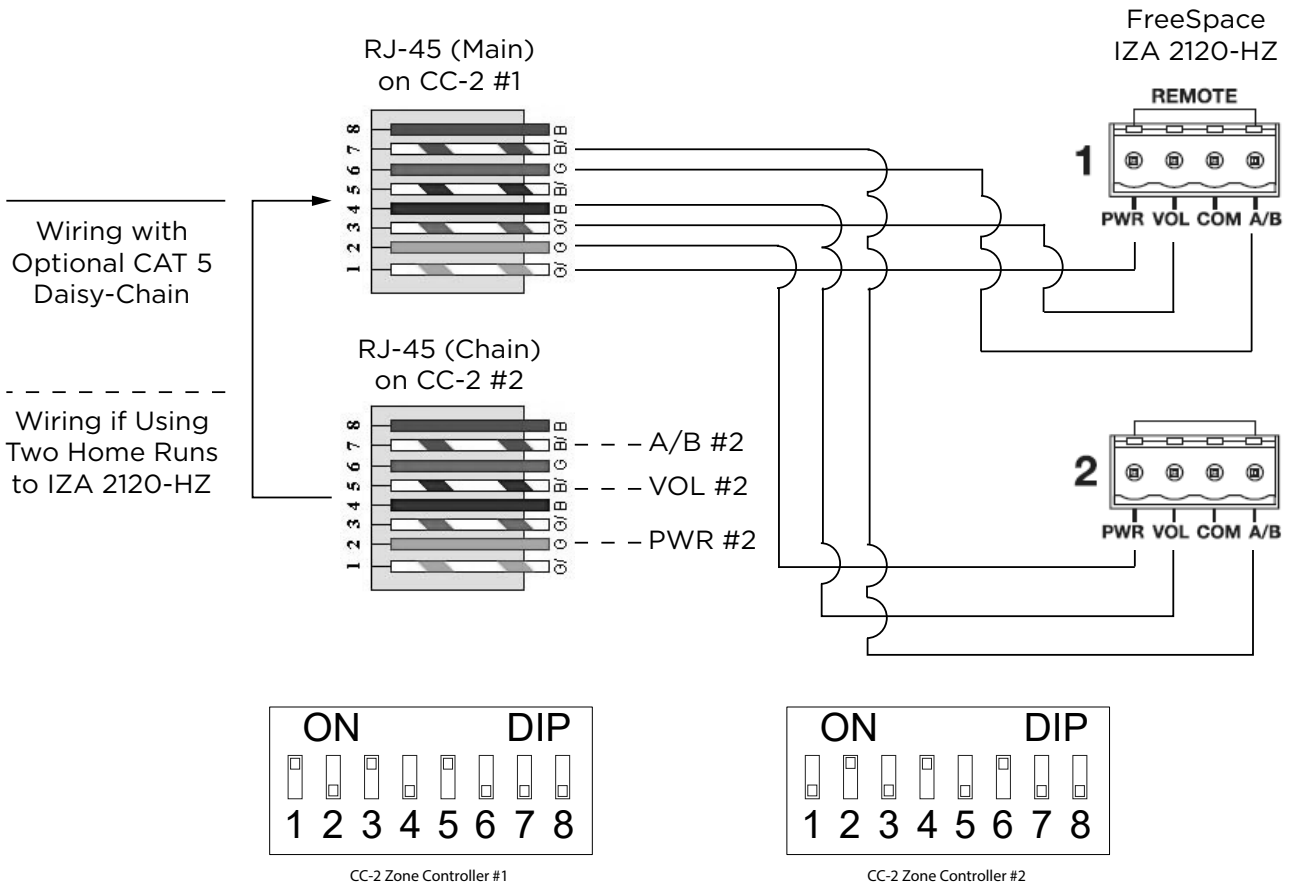 RJ-45 (Main)
on CC-2 #1
FreeSpace
IZA 2120-HZ
REMOTE
8 B
7 B/
6 G
5 B/
4 B
3 G/
2 O
1 O/
1
PWR VOL COM A/B
Wiring with
Optional CAT 5
Daisy-Chain
RJ-45 (Chain)
on CC-2 #2
Wiring if Using
Two Home Runs
to IZA 2120-HZ
8 B
7 B/ A/B #2
6 G
5 B/ VOL #2
4 B
3 G/
2 O PWR #2
1 O/
2
PWR VOL COM A/B
ON DIP
1 2 3 4 5 6 7 8
CC-2 Zone Controller #1
ON DIP
1 2 3 4 5 6 7 8
CC-2 Zone Controller #2